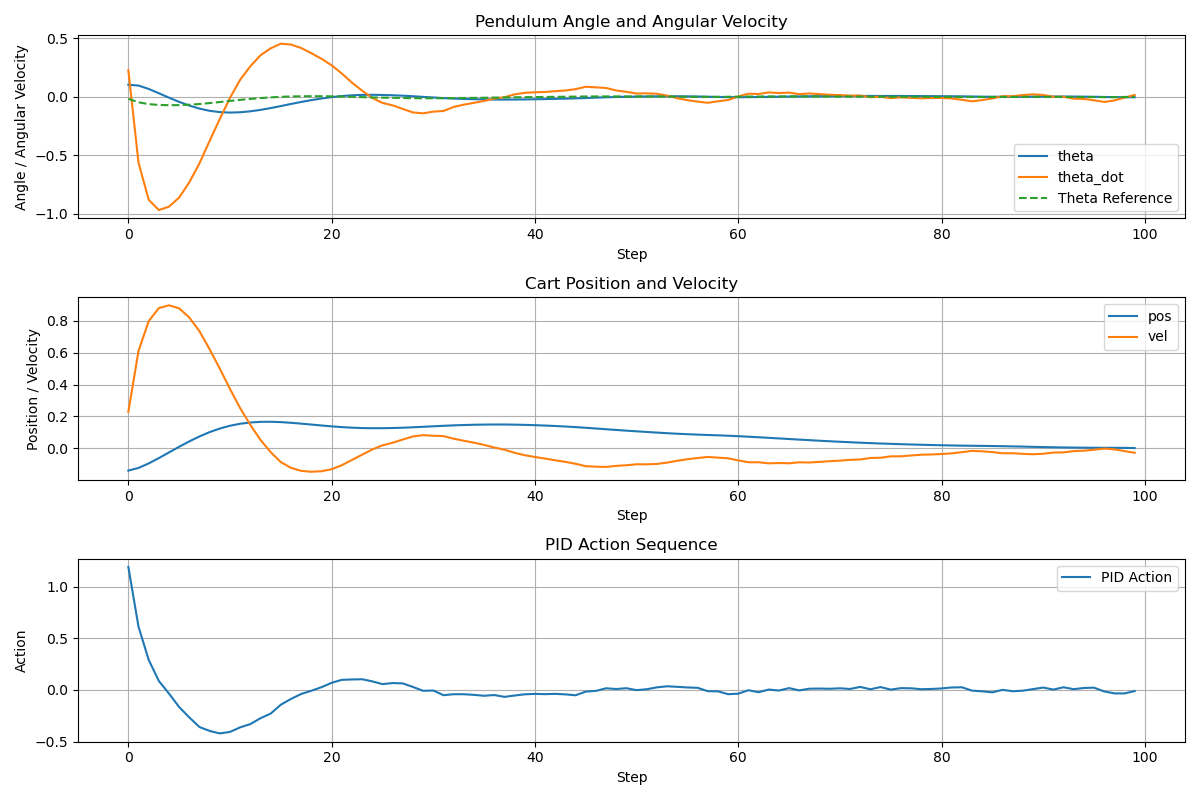 Pendulum Angle and Angular Velocity
Angle / Angular Velocity
0.5
0.0
−0.5
−1.0
theta
theta_dot
Theta Reference
0 20 40 60 80 100
Step
Cart Position and Velocity
Position / Velocity
0.8
0.6
0.4
0.2
0.0
pos
vel
0 20 40 60 80 100
Step
PID Action Sequence
Action
1.0
0.5
0.0
−0.5
PID Action
0 20 40 60 80 100
Step